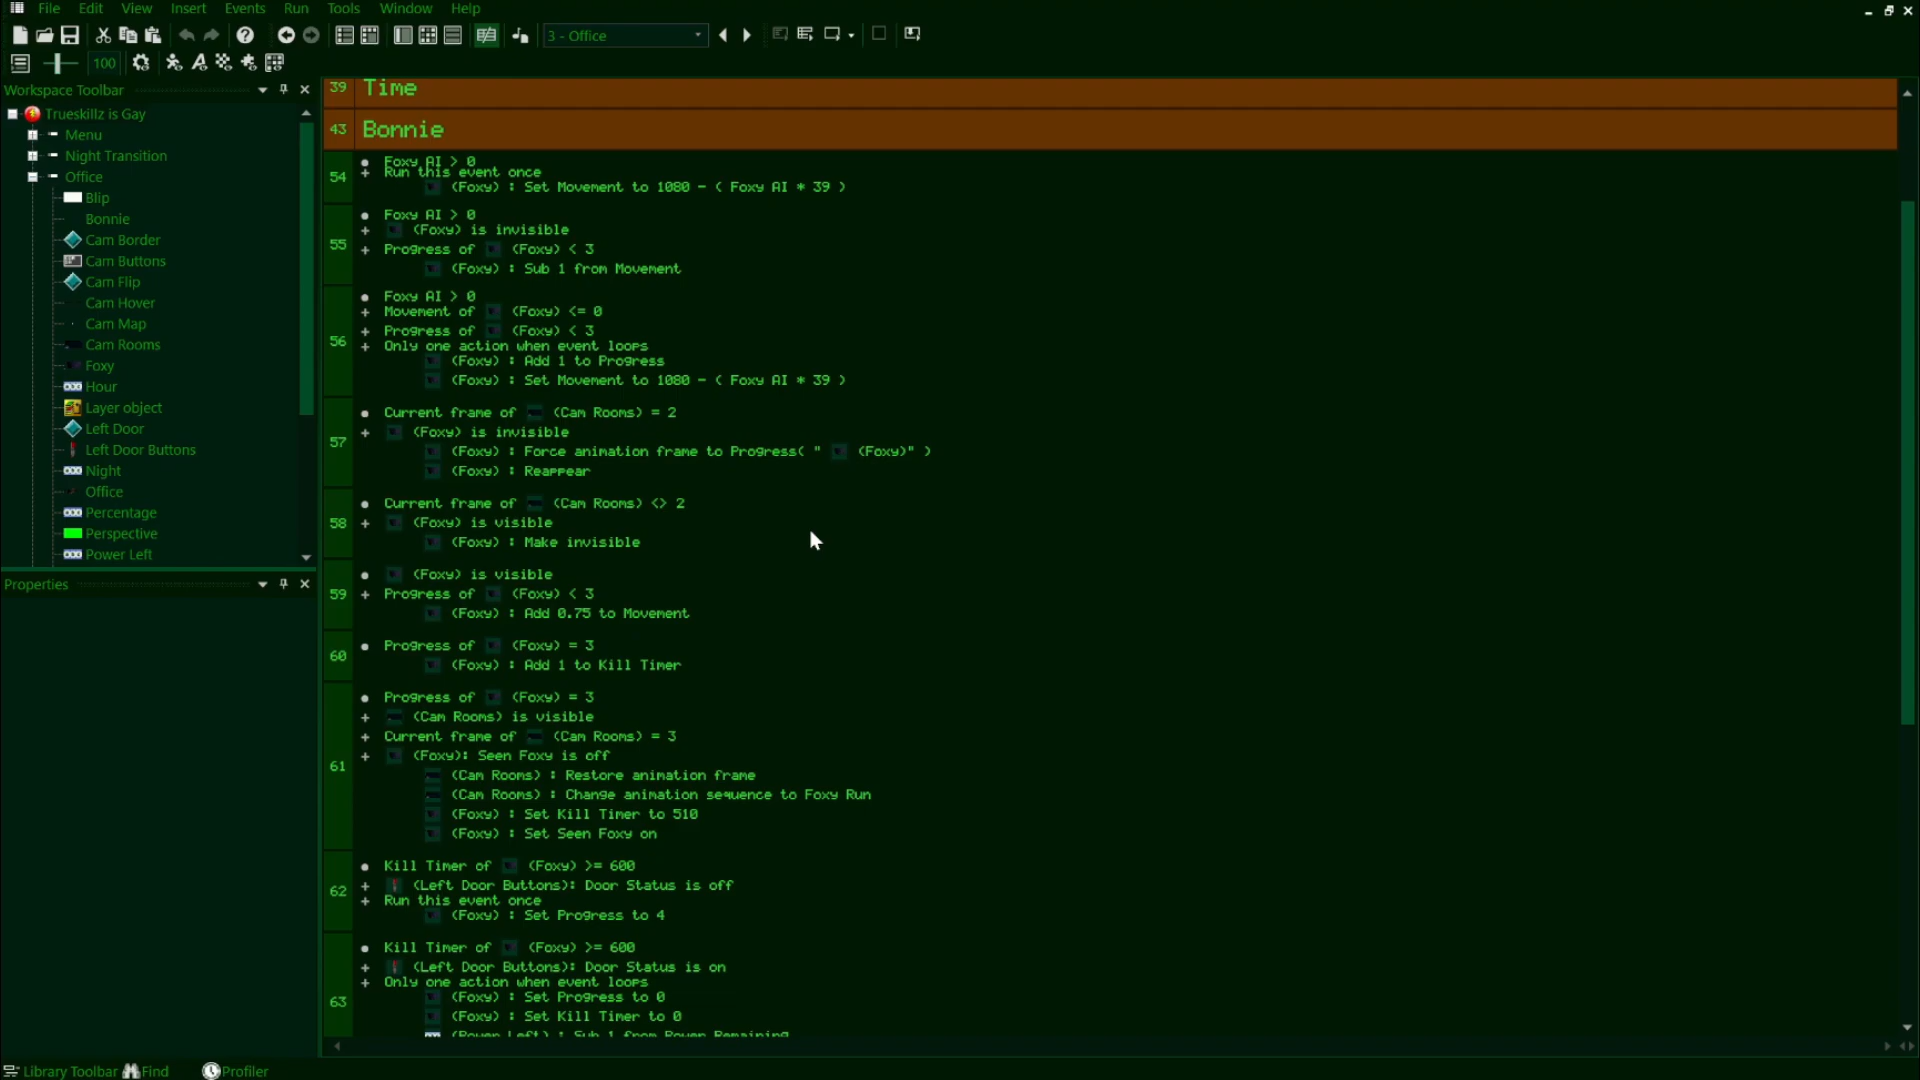 File Edit View Insert Events Run Tools Window Help
3 - Office
100
Workspace Toolbar
Trueskillz is Gay
Menu
Night Transition
Office
Blip
Bonnie
Cam Border
Cam Buttons
Cam Flip
Cam Hover
Cam Map
Cam Rooms
Foxy
Hour
Layer object
Left Door
Left Door Buttons
Night
Office
Percentage
Perspective
Power Left
Properties
39 Time
43 Bonnie
54
Foxy AI > 0
+ Run this event once
(Foxy) : Set Movement to 1080 - ( Foxy AI * 39 )
55
Foxy AI > 0
+ (Foxy) is invisible
+ Progress of (Foxy) < 3
(Foxy) : Sub 1 from Movement
56
Foxy AI > 0
+ Movement of (Foxy) <= 0
+ Progress of (Foxy) < 3
+ Only one action when event loops
(Foxy) : Add 1 to Progress
(Foxy) : Set Movement to 1080 - ( Foxy AI * 39 )
57
Current frame of (Cam Rooms) = 2
+ (Foxy) is invisible
(Foxy) : Force animation frame to Progress( " (Foxy)" )
(Foxy) : Reappear
58
Current frame of (Cam Rooms) <> 2
+ (Foxy) is visible
(Foxy) : Make invisible
59
(Foxy) is visible
+ Progress of (Foxy) < 3
(Foxy) : Add 0.75 to Movement
60
Progress of (Foxy) = 3
(Foxy) : Add 1 to Kill Timer
61
Progress of (Foxy) = 3
+ (Cam Rooms) is visible
+ Current frame of (Cam Rooms) = 3
+ (Foxy): Seen Foxy is off
(Cam Rooms) : Restore animation frame
(Cam Rooms) : Change animation sequence to Foxy Run
(Foxy) : Set Kill Timer to 510
(Foxy) : Set Seen Foxy on
62
Kill Timer of (Foxy) >= 600
+ (Left Door Buttons): Door Status is off
+ Run this event once
(Foxy) : Set Progress to 4
63
Kill Timer of (Foxy) >= 600
+ (Left Door Buttons): Door Status is on
+ Only one action when event loops
(Foxy) : Set Progress to 0
(Foxy) : Set Kill Timer to 0
(Power Left) : Sub 1 from Power Remaining
Library Toolbar Find Profiler